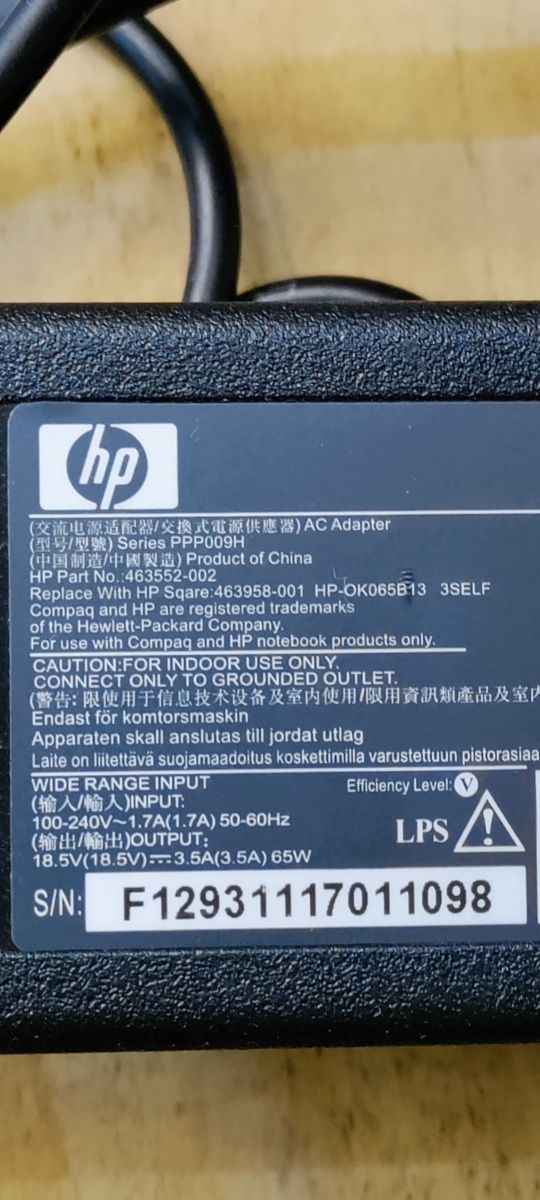 hp
(交流电源适配器/交換式電源供應器) AC Adapter
(型号/型號) Series PPP009H
(中国制造/中國製造) Product of China
HP Part No.:463552-002
Replace With HP Sqare:463958-001 HP-OK065B13 3SELF
Compaq and HP are registered trademarks
of the Hewlett-Packard Company.
For use with Compaq and HP notebook products only.
CAUTION:FOR INDOOR USE ONLY.
CONNECT ONLY TO GROUNDED OUTLET.
(警告: 限使用于信息技术设备及室内使用/限用資訊類產品及室内
Endast för komtorsmaskin
Apparaten skall anslutas till jordat utlag
Laite on liitettävä suojamaadoitus koskettimilla varustettuun pistorasiaa
WIDE RANGE INPUT
Efficiency Level: V
(输入/輸入)INPUT:
100-240V~1.7A(1.7A) 50-60Hz
LPS
(输出/輸出)OUTPUT:
18.5V(18.5V)⎓3.5A(3.5A) 65W
S/N: F12931117011098